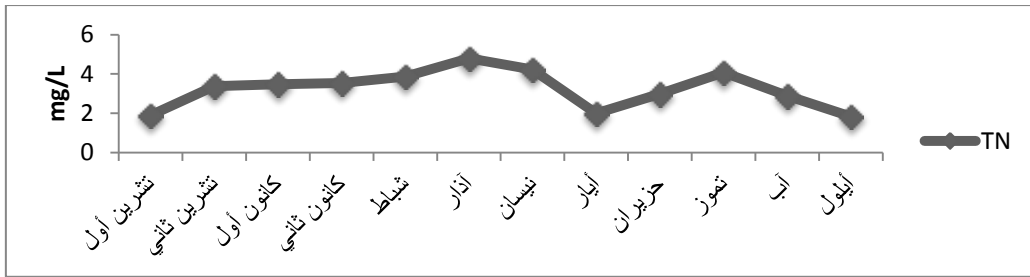 6
4
2
0
mg/L
تشرين أول
تشرين ثاني
كانون أول
كانون ثاني
شباط
آذار
نيسان
أيار
حزيران
تموز
آب
أيلول
TN